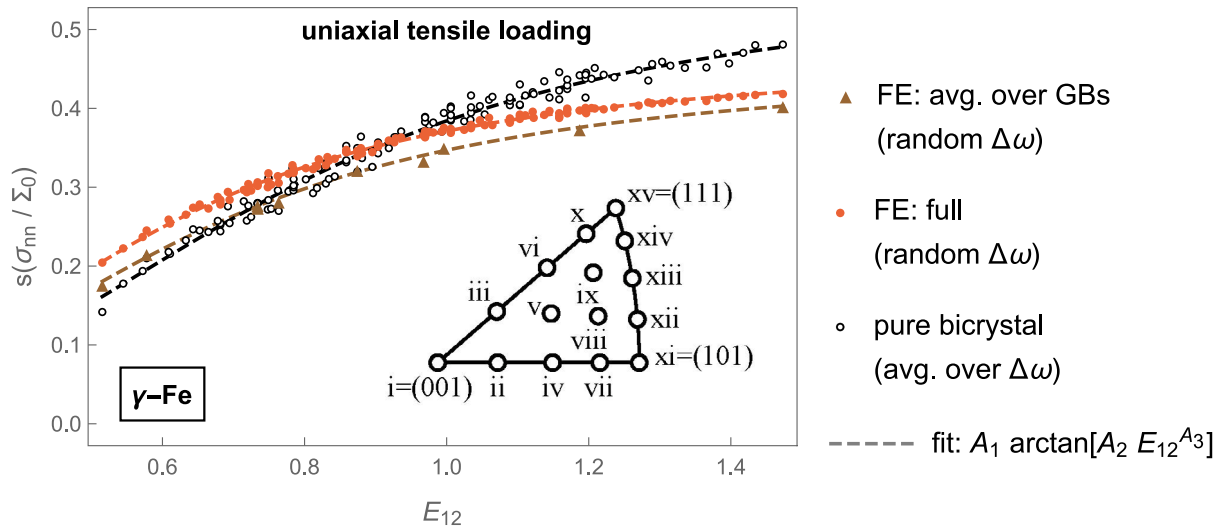 uniaxial tensile loading
s(σnn / Σ0)
0.5
0.4
0.3
0.2
0.1
0.0
0.6
0.8
1.0
1.2
1.4
E12
γ–Fe
xv=(111)
x
xiv
vi
xiii
ix
iii
v
xii
viii
xi=(101)
i=(001)
ii
iv
vii
FE: avg. over GBs
(random Δω)
FE: full
(random Δω)
pure bicrystal
(avg. over Δω)
fit: A1 arctan[A2 E12^A3]